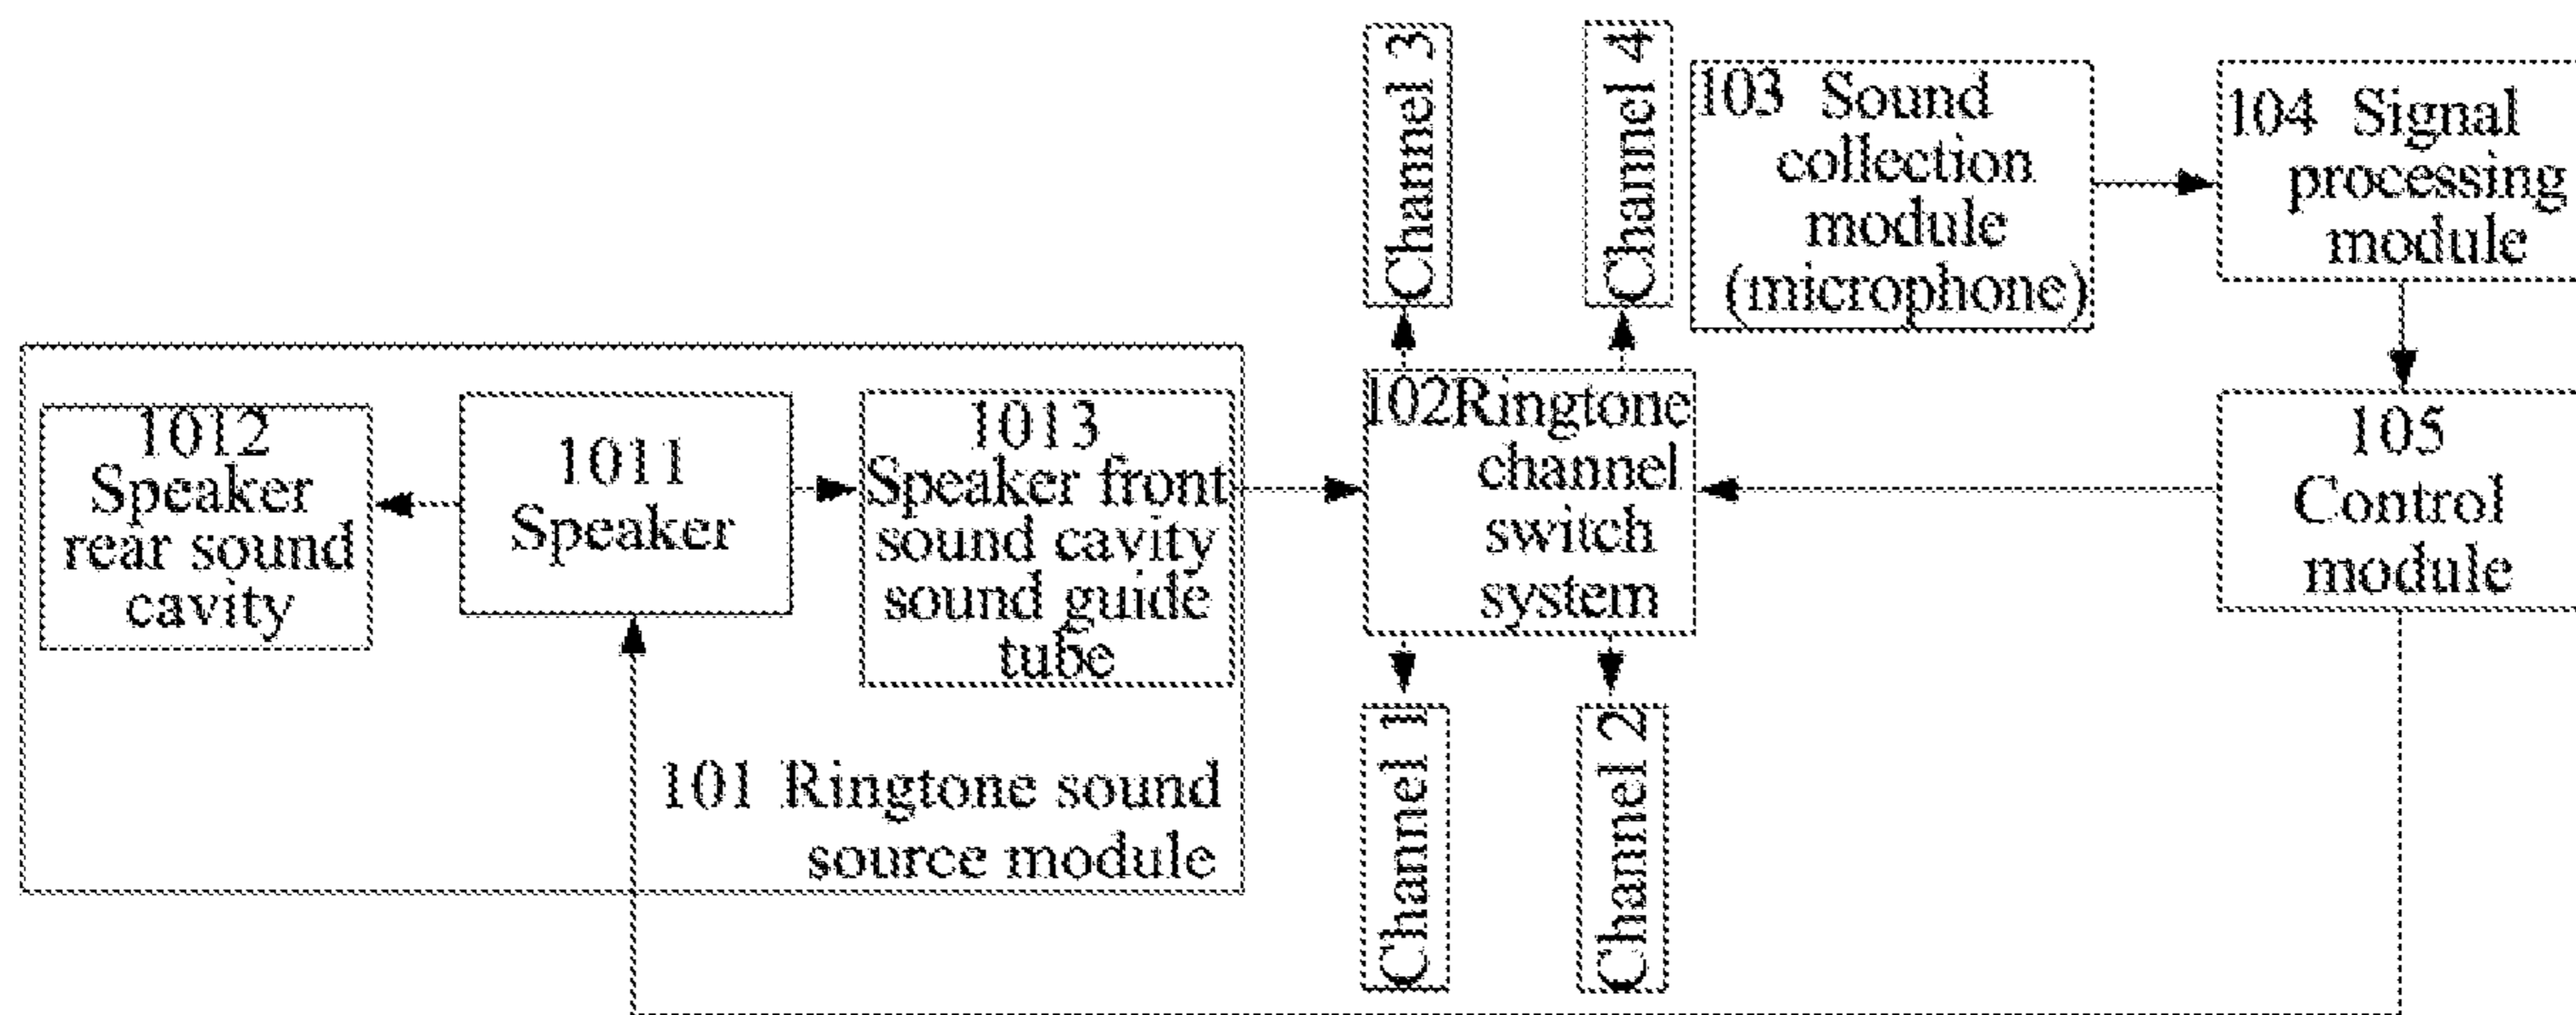 Channel 3
Channel 4
103 Sound
collection
module
(microphone)
104 Signal
processing
module
1012
Speaker
rear sound
cavity
1011
Speaker
1013
Speaker front
sound cavity
sound guide
tube
102Ringtone
channel
switch
system
105
Control
module
101 Ringtone sound
source module
Channel 1
Channel 2